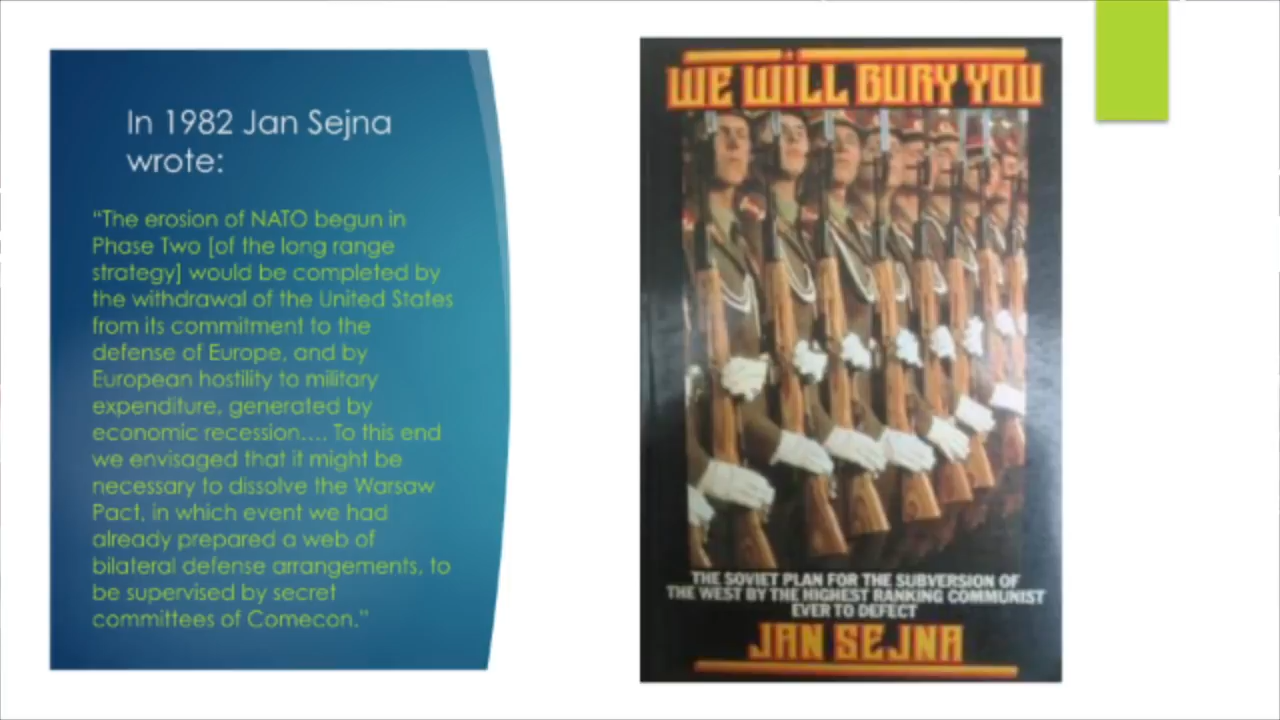 In 1982 Jan Sejna
wrote:
“The erosion of NATO begun in
Phase Two [of the long range
strategy] would be completed by
the withdrawal of the United States
from its commitment to the
defense of Europe, and by
European hostility to military
expenditure, generated by
economic recession…. To this end
we envisaged that it might be
necessary to dissolve the Warsaw
Pact, in which event we had
already prepared a web of
bilateral defense arrangements, to
be supervised by secret
committees of Comecon.”
WE WILL BURY YOU
THE SOVIET PLAN FOR THE SUBVERSION OF
THE WEST BY THE HIGHEST RANKING COMMUNIST
EVER TO DEFECT
JAN SEJNA